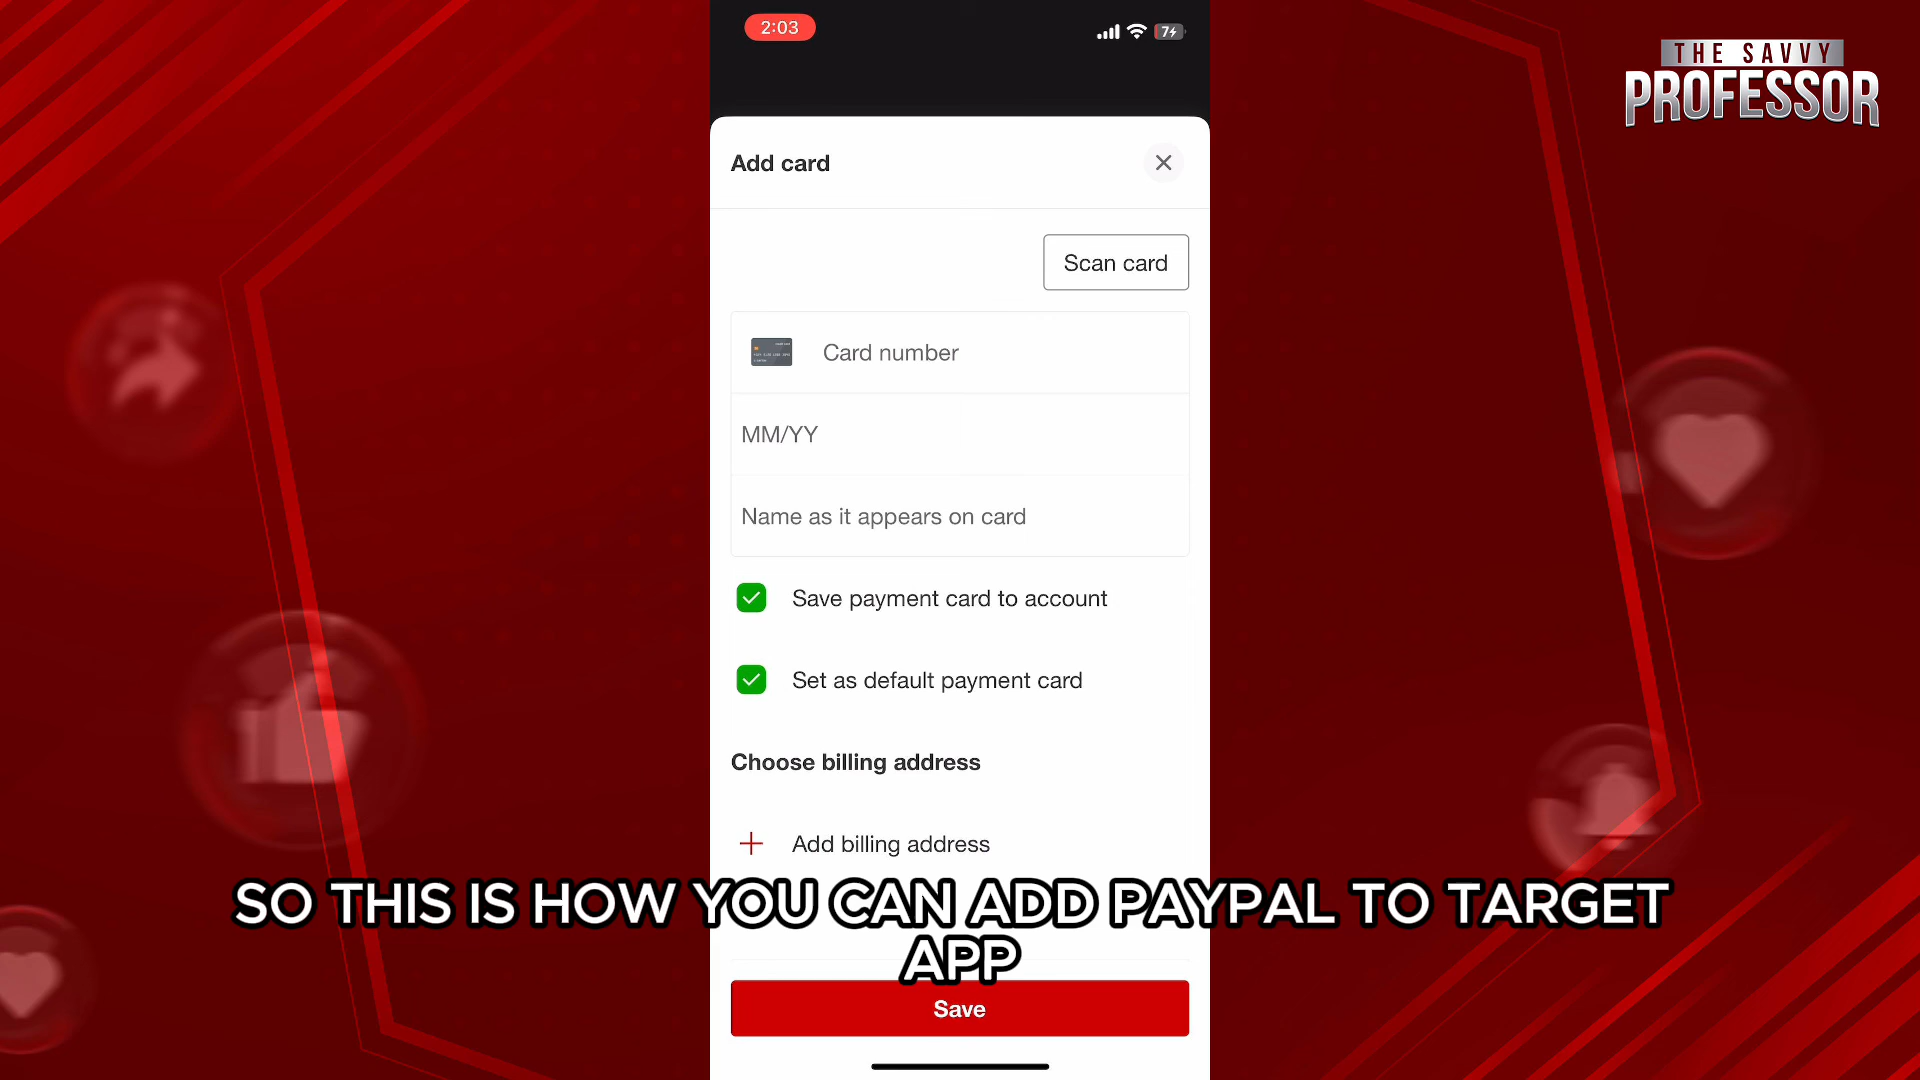 2:03
7
THE SAVVY
PROFESSOR
Add card
Scan card
Card number
MM/YY
Name as it appears on card
Save payment card to account
Set as default payment card
Choose billing address
Add billing address
SO THIS IS HOW YOU CAN ADD PAYPAL TO TARGET
APP
Save